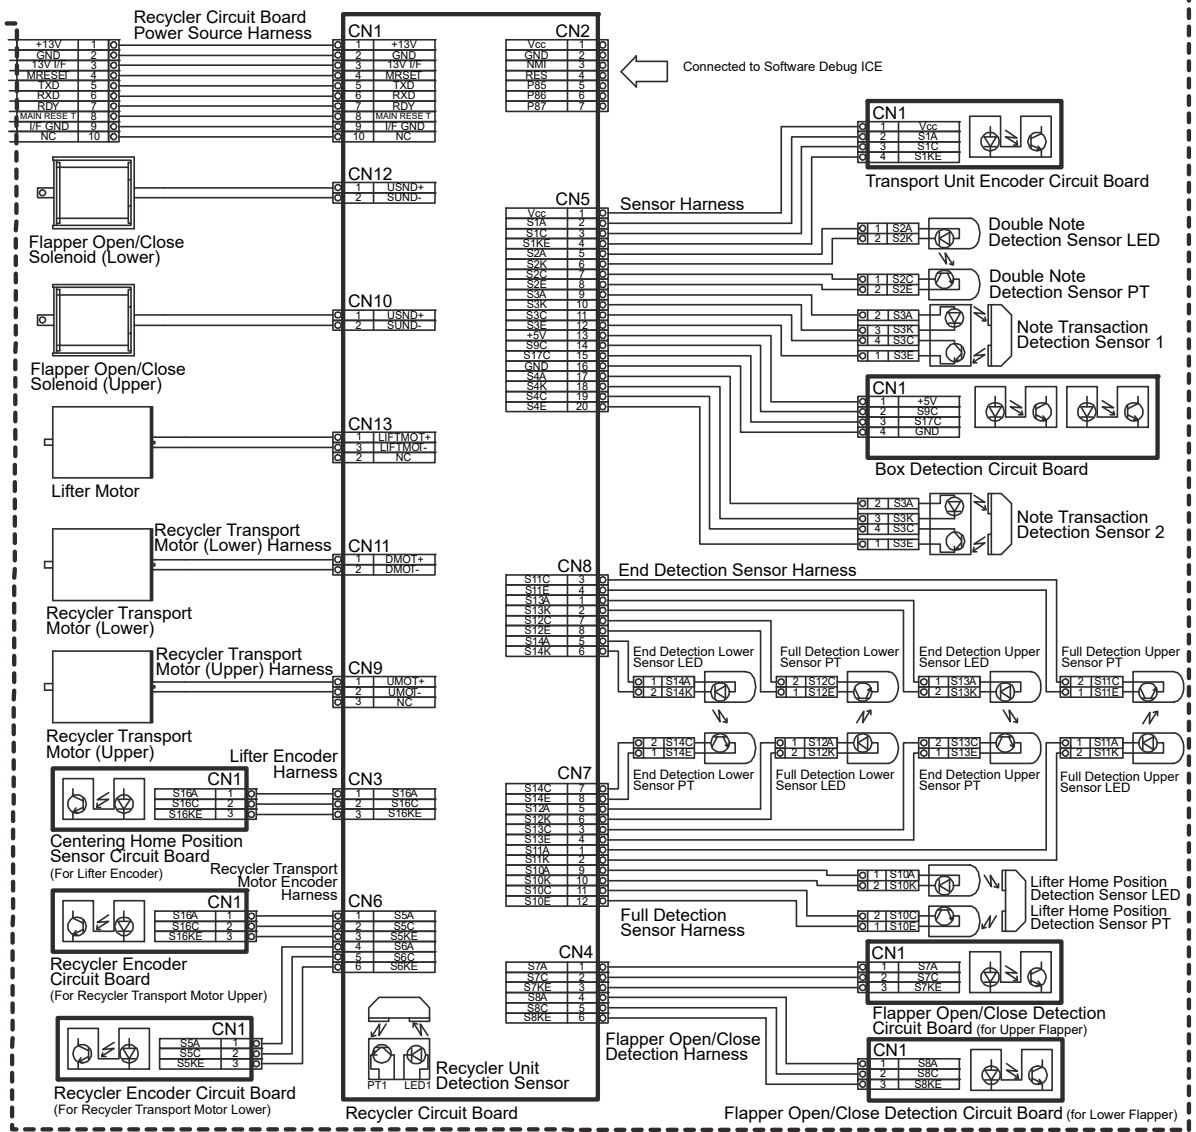 Recycler Circuit Board
Power Source Harness
+13V 1
GND 2
13V I/F 3
MRESET 4
TXD 5
RXD 6
RDY 7
MAIN RESE T 8
I/F GND 9
NC 10
CN1
1 +13V
2 GND
3 13V I/F
4 MRSET
5 TXD
6 RXD
7 RDY
8 MAIN RESE T
9 I/F GND
10 NC
CN2
Vcc 1
GND 2
NMI 3
RES 4
P85 5
P86 6
P87 7
Connected to Software Debug ICE
CN1
1 Vcc
2 S1A
3 S1C
4 S1KE
Transport Unit Encoder Circuit Board
Flapper Open/Close
Solenoid (Lower)
CN12
1 USND+
2 SUND-
Flapper Open/Close
Solenoid (Upper)
CN10
1 USND+
2 SUND-
CN5
Sensor Harness
Vcc 1
S1A 2
S1C 3
S1KE 4
S2A 5
S2K 6
S2C 7
S2E 8
S3A 9
S3K 10
S3C 11
S3E 12
+5V 13
S9C 14
S17C 15
GND 16
S4A 17
S4K 18
S4C 19
S4E 20
1 S2A
2 S2K
Double Note
Detection Sensor LED
1 S2C
2 S2E
Double Note
Detection Sensor PT
2 S3A
3 S3K
4 S3C
1 S3E
Note Transaction
Detection Sensor 1
CN1
1 +5V
2 S9C
3 S17C
4 GND
Box Detection Circuit Board
2 S3A
3 S3K
4 S3C
1 S3E
Note Transaction
Detection Sensor 2
Lifter Motor
CN13
1 LIFTMOT+
3 LIFTMOT-
2 NC
Recycler Transport
Motor (Lower) Harness
CN11
1 DMOT+
2 DMOT-
Recycler Transport
Motor (Lower)
Recycler Transport
Motor (Upper) Harness
CN9
1 UMOT+
2 UMOT-
3 NC
Recycler Transport
Motor (Upper)
CN8
End Detection Sensor Harness
S11C 3
S11E 4
S13A 1
S13K 2
S12C 7
S12E 8
S14A 5
S14K 6
End Detection Lower
Sensor LED
1 S14A
2 S14K
Full Detection Lower
Sensor PT
2 S12C
1 S12E
End Detection Upper
Sensor LED
1 S13A
2 S13K
Full Detection Upper
Sensor PT
2 S11C
1 S11E
2 S14C
1 S14E
End Detection Lower
Sensor PT
1 S12A
2 S12K
Full Detection Lower
Sensor LED
2 S13C
1 S13E
End Detection Upper
Sensor PT
1 S11A
2 S11K
Full Detection Upper
Sensor LED
Lifter Encoder
Harness
CN1
S16A 1
S16C 2
S16KE 3
CN3
1 S16A
2 S16C
3 S16KE
Centering Home Position
Sensor Circuit Board
(For Lifter Encoder)
CN7
S14C 7
S14E 8
S12A 5
S12K 6
S13C 3
S13E 4
S11A 1
S11K 2
S10A 9
S10K 10
S10C 11
S10E 12
Full Detection
Sensor Harness
1 S10A
2 S10K
Lifter Home Position
Detection Sensor LED
2 S10C
1 S10E
Lifter Home Position
Detection Sensor PT
Recycler Transport
Motor Encoder
Harness
CN1
S16A 1
S16C 2
S16KE 3
CN6
1 S5A
2 S5C
3 S5KE
4 S6A
5 S6C
6 S6KE
Recycler Encoder
Circuit Board
(For Recycler Transport Motor Upper)
CN1
S5A 1
S5C 2
S5KE 3
Recycler Encoder Circuit Board
(For Recycler Transport Motor Lower)
PT1 LED1
Recycler Unit
Detection Sensor
Recycler Circuit Board
CN4
S7A 1
S7C 2
S7KE 3
S8A 4
S8C 5
S8KE 6
Flapper Open/Close
Detection Harness
CN1
1 S7A
2 S7C
3 S7KE
Flapper Open/Close Detection
Circuit Board (for Upper Flapper)
CN1
1 S8A
2 S8C
3 S8KE
Flapper Open/Close Detection Circuit Board (for Lower Flapper)